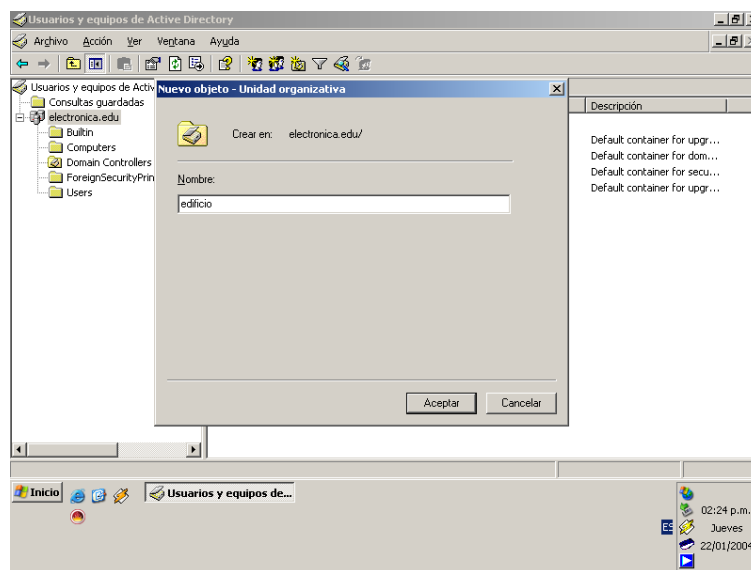 Usuarios y equipos de Active Directory
Archivo Acción Ver Ventana Ayuda
Usuarios y equipos de Activ
Consultas guardadas
electronica.edu
Builtin
Computers
Domain Controllers
ForeignSecurityPrin
Users
Nuevo objeto - Unidad organizativa
Crear en: electronica.edu/
Nombre:
edificio
Aceptar Cancelar
Descripción
Default container for upgr...
Default container for dom...
Default container for secu...
Default container for upgr...
Inicio
Usuarios y equipos de...
ES
02:24 p.m.
Jueves
22/01/2004